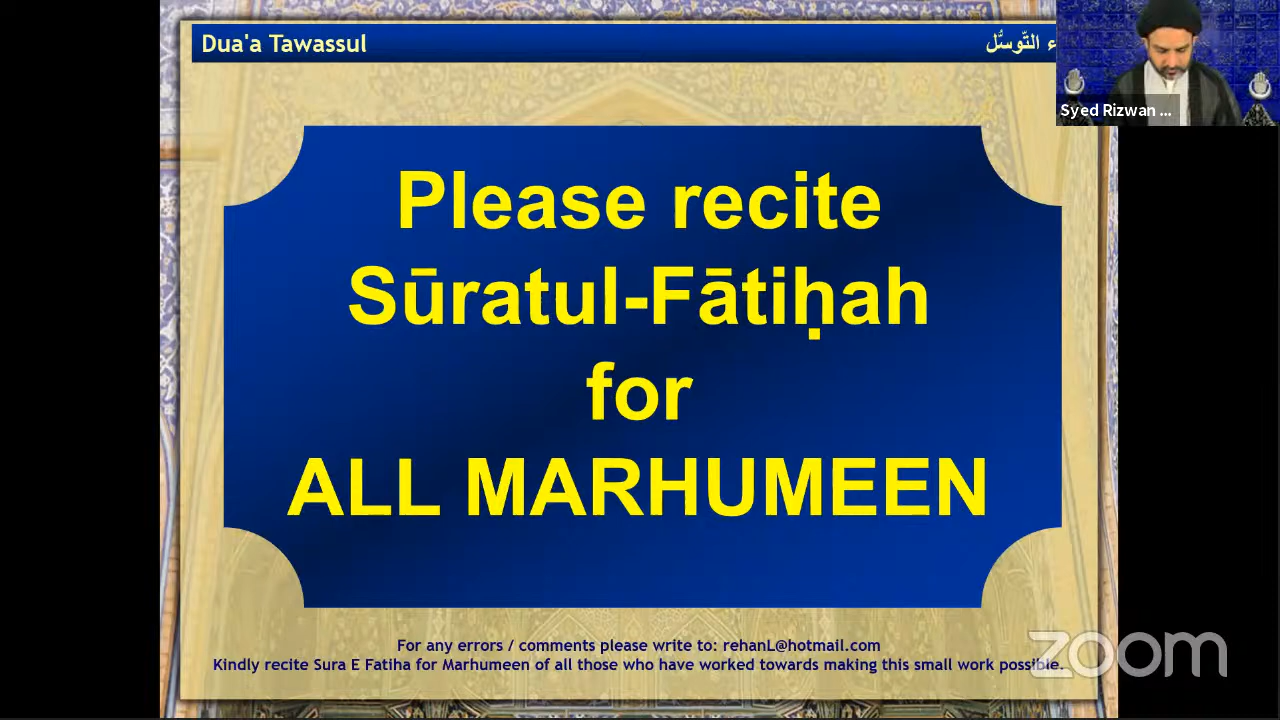 Dua'a Tawassul
ء التّوسُّل
Syed Rizwan ...
Please recite
Sūratul-Fātiḥah
for
ALL MARHUMEEN
For any errors / comments please write to: rehanL@hotmail.com
Kindly recite Sura E Fatiha for Marhumeen of all those who have worked towards making this small work possible.
zoom